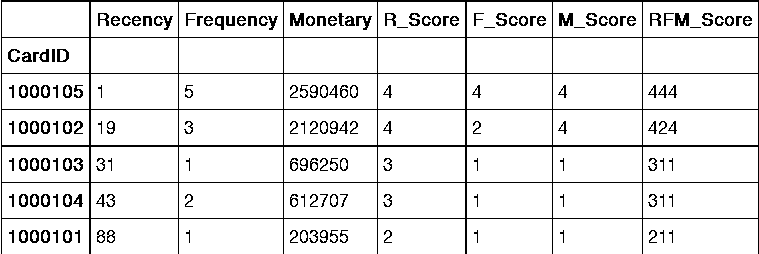 Recency Frequency Monetary R_Score F_Score M_Score RFM_Score
CardID
1000105 1 5 2590460 4 4 4 444
1000102 19 3 2120942 4 2 4 424
1000103 31 1 696250 3 1 1 311
1000104 43 2 612707 3 1 1 311
1000101 88 1 203955 2 1 1 211